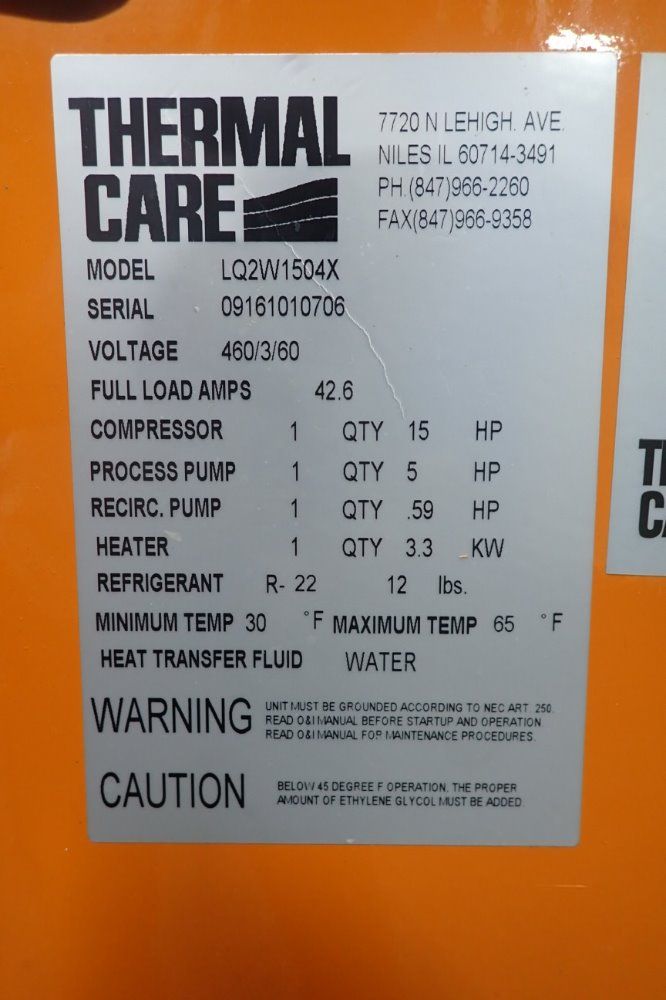 THERMAL
CARE
7720 N LEHIGH. AVE.
NILES IL 60714-3491
PH.(847)966-2260
FAX(847)966-9358
MODEL LQ2W1504X
SERIAL 09161010706
VOLTAGE 460/3/60
FULL LOAD AMPS 42.6
COMPRESSOR 1 QTY 15 HP
PROCESS PUMP 1 QTY 5 HP
RECIRC. PUMP 1 QTY .59 HP
HEATER 1 QTY 3.3 KW
REFRIGERANT R- 22 12 lbs.
MINIMUM TEMP 30 °F MAXIMUM TEMP 65 °F
HEAT TRANSFER FLUID WATER
WARNING
UNIT MUST BE GROUNDED ACCORDING TO NEC ART. 250.
READ O&I MANUAL BEFORE STARTUP AND OPERATION
READ O&I MANUAL FOR MAINTENANCE PROCEDURES.
CAUTION
BELOW 45 DEGREE F OPERATION, THE PROPER
AMOUNT OF ETHYLENE GLYCOL MUST BE ADDED.